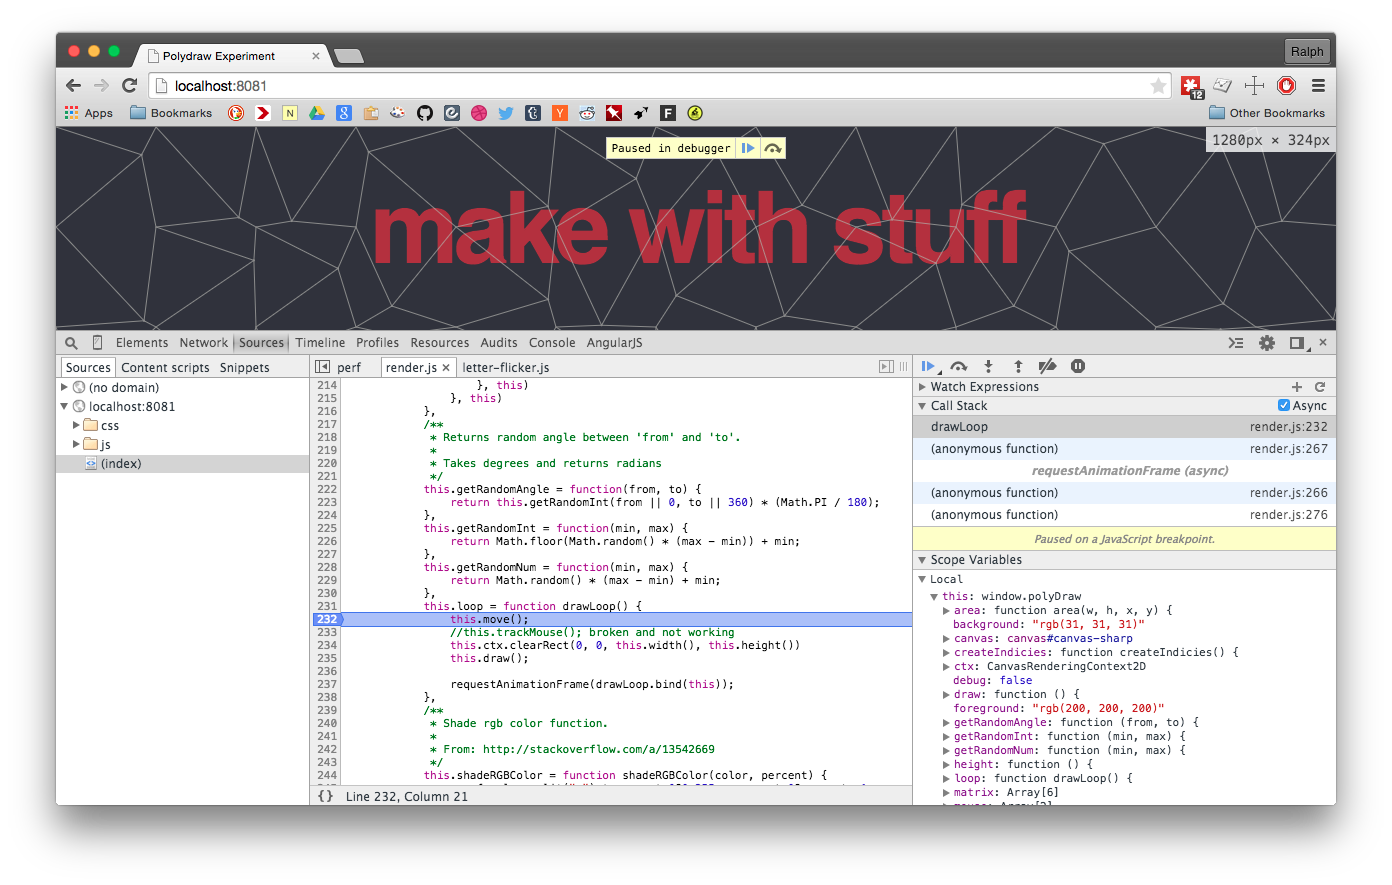 Polydraw Experiment
Ralph
localhost:8081
12
Apps
Bookmarks
N
g
t
Y
F
Other Bookmarks
Paused in debugger
1280px × 324px
make with stuff
Elements
Network
Sources
Timeline
Profiles
Resources
Audits
Console
AngularJS
Sources
Content scripts
Snippets
(no domain)
localhost:8081
css
js
(index)
perf
render.js
letter-flicker.js
214 }, this)
215 }, this)
216 },
217 /**
218 * Returns random angle between 'from' and 'to'.
219 *
220 * Takes degrees and returns radians
221 */
222 this.getRandomAngle = function(from, to) {
223 return this.getRandomInt(from || 0, to || 360) * (Math.PI / 180);
224 },
225 this.getRandomInt = function(min, max) {
226 return Math.floor(Math.random() * (max - min)) + min;
227 },
228 this.getRandomNum = function(min, max) {
229 return Math.random() * (max - min) + min;
230 },
231 this.loop = function drawLoop() {
232 this.move();
233 //this.trackMouse(); broken and not working
234 this.ctx.clearRect(0, 0, this.width(), this.height())
235 this.draw();
236
237 requestAnimationFrame(drawLoop.bind(this));
238 },
239 /**
240 * Shade rgb color function.
241 *
242 * From: http://stackoverflow.com/a/13542669
243 */
244 this.shadeRGBColor = function shadeRGBColor(color, percent) {
{} Line 232, Column 21
Watch Expressions
Call Stack
Async
drawLoop render.js:232
(anonymous function) render.js:267
requestAnimationFrame (async)
(anonymous function) render.js:266
(anonymous function) render.js:276
Paused on a JavaScript breakpoint.
Scope Variables
Local
this: window.polyDraw
area: function area(w, h, x, y) {
background: "rgb(31, 31, 31)"
canvas: canvas#canvas-sharp
createIndicies: function createIndicies() {
ctx: CanvasRenderingContext2D
debug: false
draw: function () {
foreground: "rgb(200, 200, 200)"
getRandomAngle: function (from, to) {
getRandomInt: function (min, max) {
getRandomNum: function (min, max) {
height: function () {
loop: function drawLoop() {
matrix: Array[6]